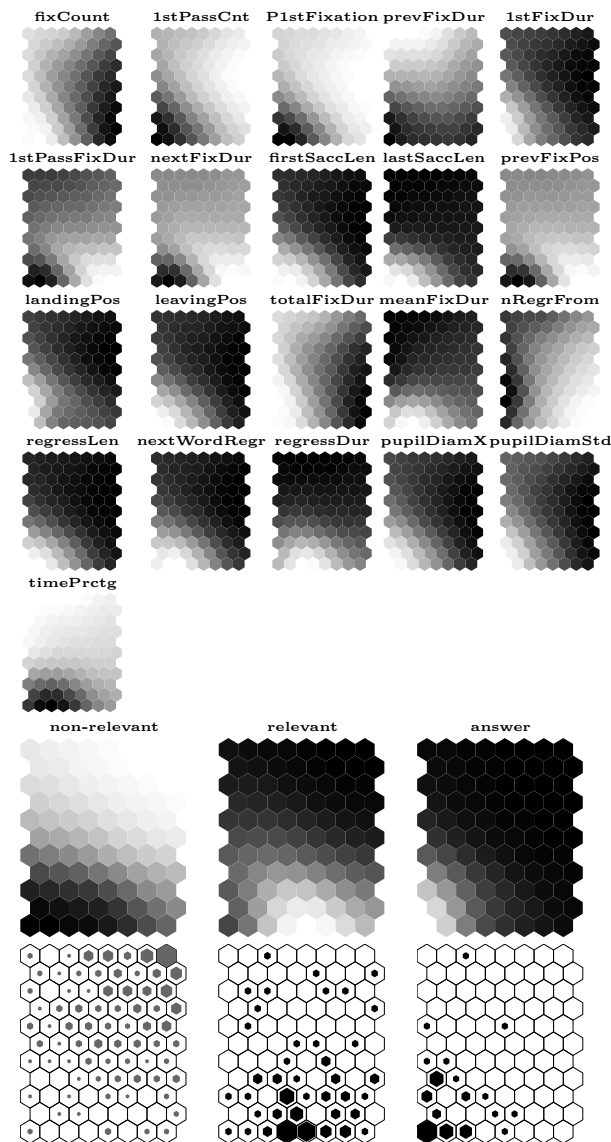 fixCount 1stPassCnt P1stFixation prevFixDur 1stFixDur
1stPassFixDur nextFixDur firstSaccLen lastSaccLen prevFixPos
landingPos leavingPos totalFixDur meanFixDur nRegrFrom
regressLen nextWordRegr regressDur pupilDiamX pupilDiamStd
timePrctg
non-relevant relevant answer